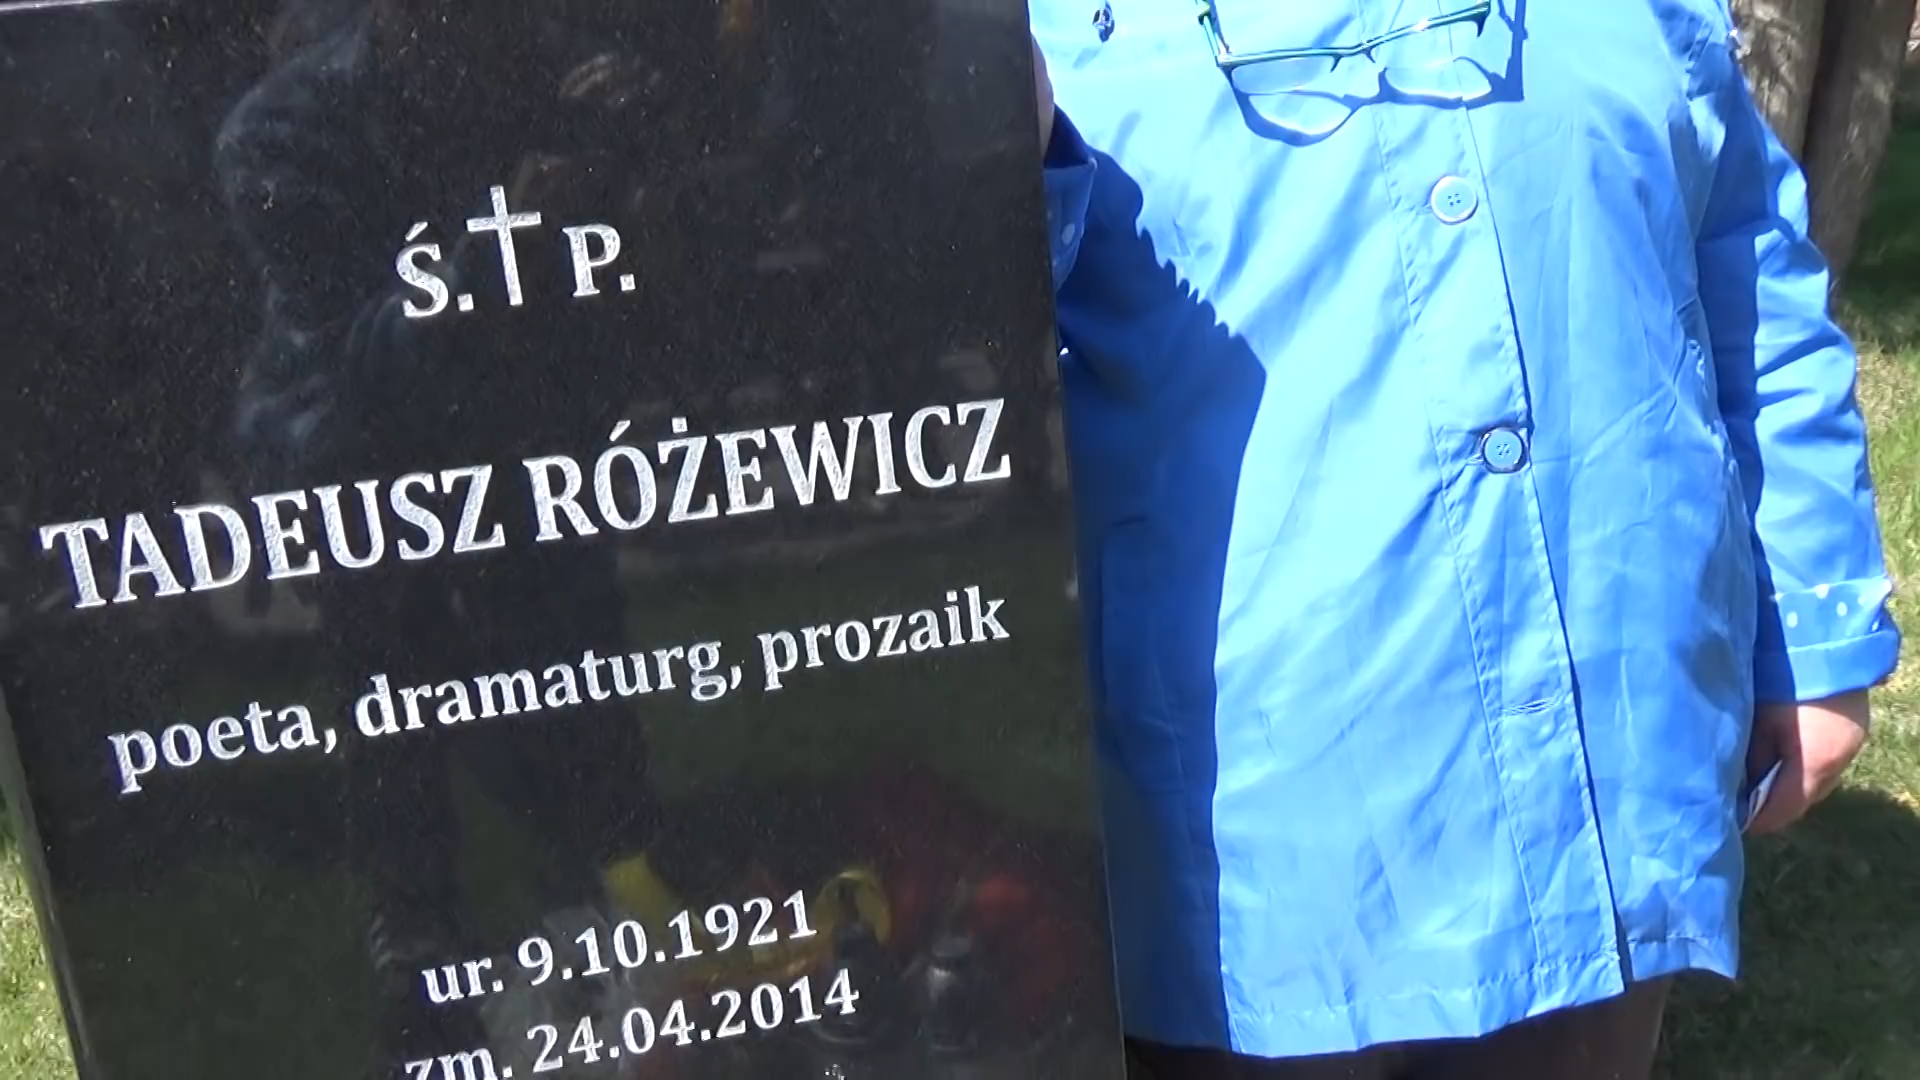 Ś. † P.
TADEUSZ RÓŻEWICZ
poeta, dramaturg, prozaik
ur. 9.10.1921
zm. 24.04.2014